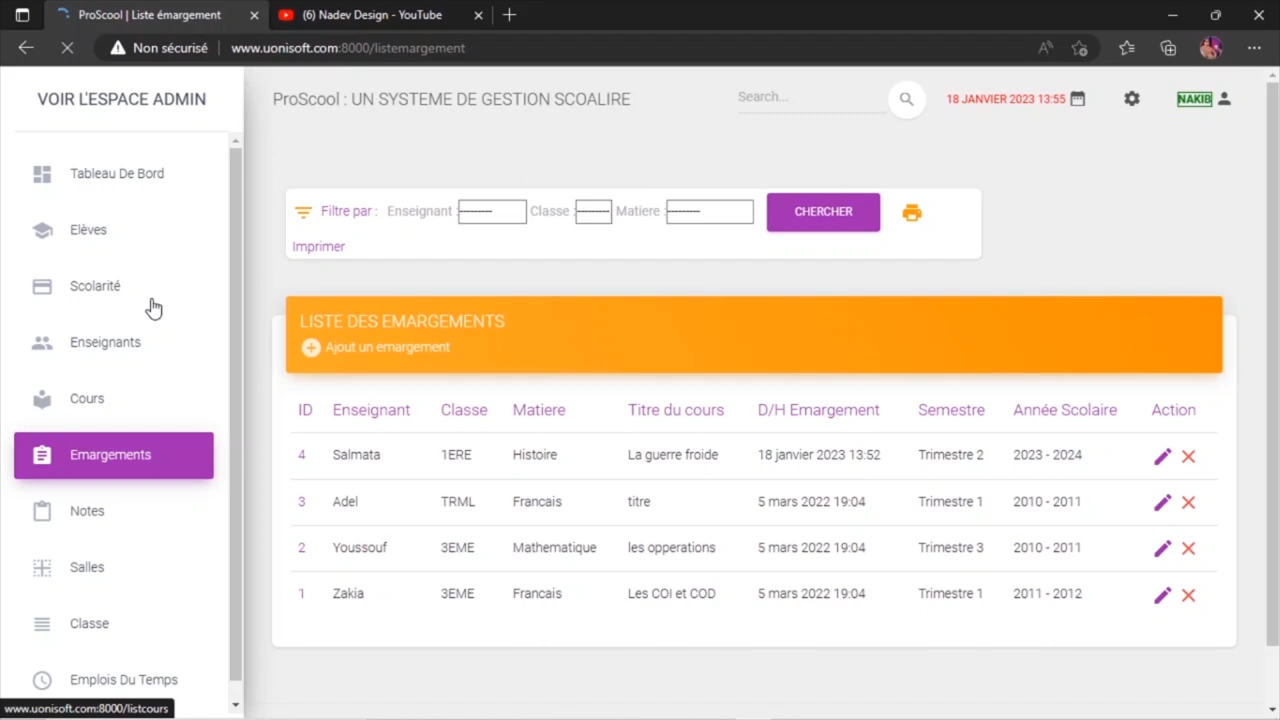 ProScool | Liste émargement
(6) Nadev Design - YouTube
Non sécurisé
www.uonisoft.com:8000/listemargement
VOIR L'ESPACE ADMIN
ProScool : UN SYSTEME DE GESTION SCOALIRE
Search...
18 JANVIER 2023 13:55
NAKIB
Tableau De Bord
Elèves
Scolarité
Enseignants
Cours
Emargements
Notes
Salles
Classe
Emplois Du Temps
www.uonisoft.com:8000/listcours
Filtre par : Enseignant :--------- Classe :--------- Matiere :--------- CHERCHER
Imprimer
LISTE DES EMARGEMENTS
Ajout un emargement
ID Enseignant Classe Matiere Titre du cours D/H Emargement Semestre Année Scolaire Action
4 Salmata 1ERE Histoire La guerre froide 18 janvier 2023 13:52 Trimestre 2 2023 - 2024
3 Adel TRML Francais titre 5 mars 2022 19:04 Trimestre 1 2010 - 2011
2 Youssouf 3EME Mathematique les opperations 5 mars 2022 19:04 Trimestre 3 2010 - 2011
1 Zakia 3EME Francais Les COI et COD 5 mars 2022 19:04 Trimestre 1 2011 - 2012